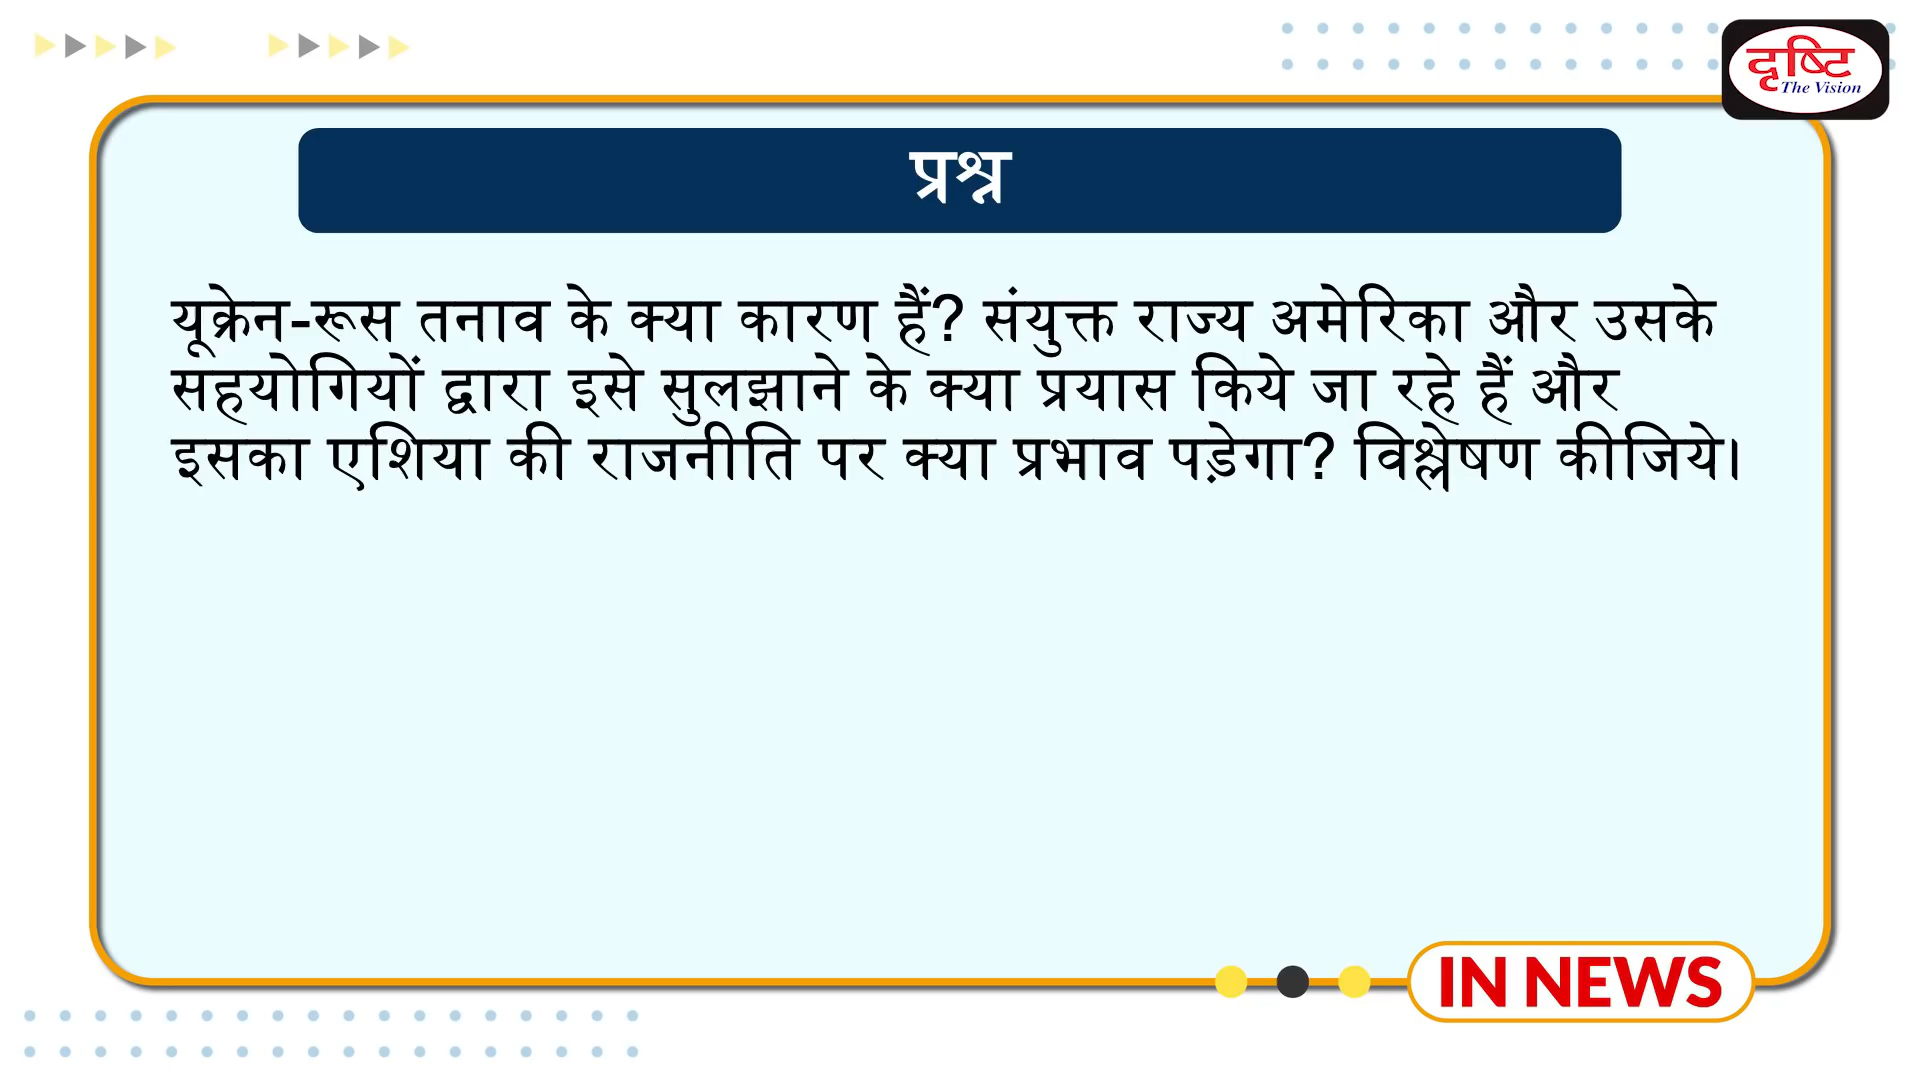 दृष्टि
The Vision
प्रश्न
यूक्रेन-रूस तनाव के क्या कारण हैं? संयुक्त राज्य अमेरिका और उसके
सहयोगियों द्वारा इसे सुलझाने के क्या प्रयास किये जा रहे हैं और
इसका एशिया की राजनीति पर क्या प्रभाव पड़ेगा? विश्लेषण कीजिये।
IN NEWS